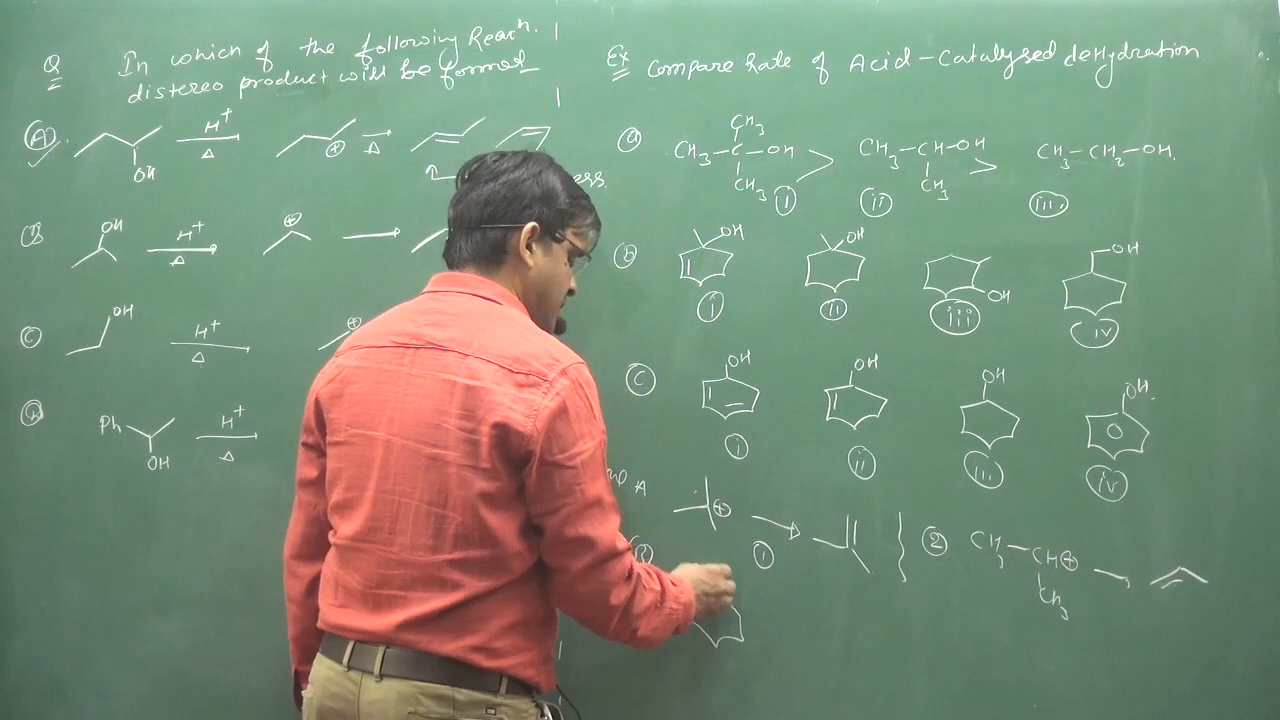 Q In which of the following Reacn.
distereo product will be formed
(A) H+ Δ ⊕ Δ
OH
ess.
(B) OH H+ Δ ⊕
(C) OH H+ Δ ⊕
Ph OH H+ Δ
Ex Compare Rate of Acid-Catalysed deHydration
(a) CH3-C-OH > CH3-CH-OH > CH3-CH2-OH.
CH3 CH3 CH3
(i) (ii) (iii)
(b) OH OH OH OH
(i) (ii) (iii) (iv)
(C) OH OH OH OH.
(i) (ii) (iii) (iv)
A ⊕ (1) (2) CH3-CH⊕
CH3
(B)